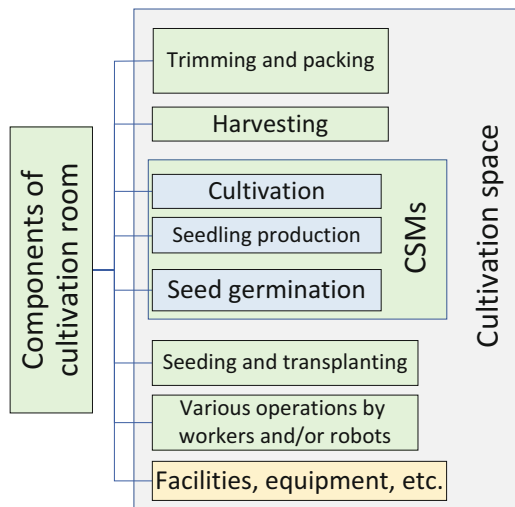 Components of
cultivation room
Trimming and packing
Harvesting
Cultivation
Seedling production
Seed germination
CSMs
Seeding and transplanting
Various operations by
workers and/or robots
Facilities, equipment, etc.
Cultivation space